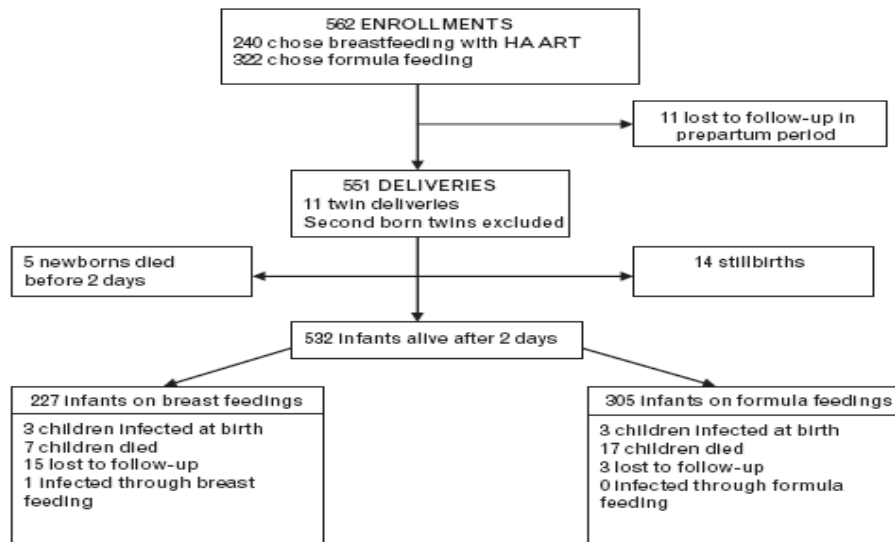 562 ENROLLMENTS
240 chose breastfeeding with HAART
322 chose formula feeding
11 lost to follow-up in
prepartum period
551 DELIVERIES
11 twin deliveries
Second born twins excluded
5 newborns died
before 2 days
14 stillbirths
532 infants alive after 2 days
227 infants on breast feedings
3 children infected at birth
7 children died
15 lost to follow-up
1 infected through breast
feeding
305 infants on formula feedings
3 children infected at birth
17 children died
3 lost to follow-up
0 infected through formula
feeding